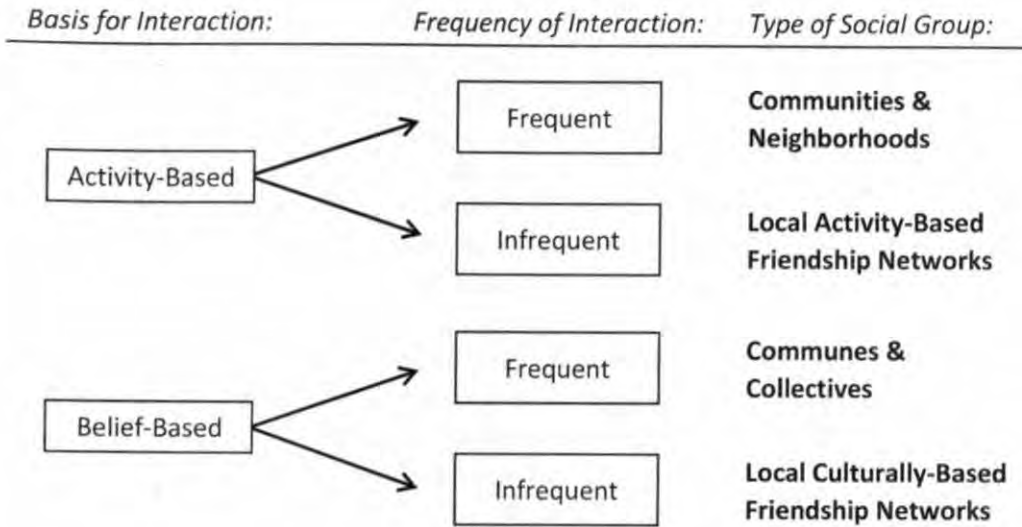 Basis for Interaction: Frequency of Interaction: Type of Social Group:
Activity-Based
Frequent
Communities &
Neighborhoods
Infrequent
Local Activity-Based
Friendship Networks
Belief-Based
Frequent
Communes &
Collectives
Infrequent
Local Culturally-Based
Friendship Networks